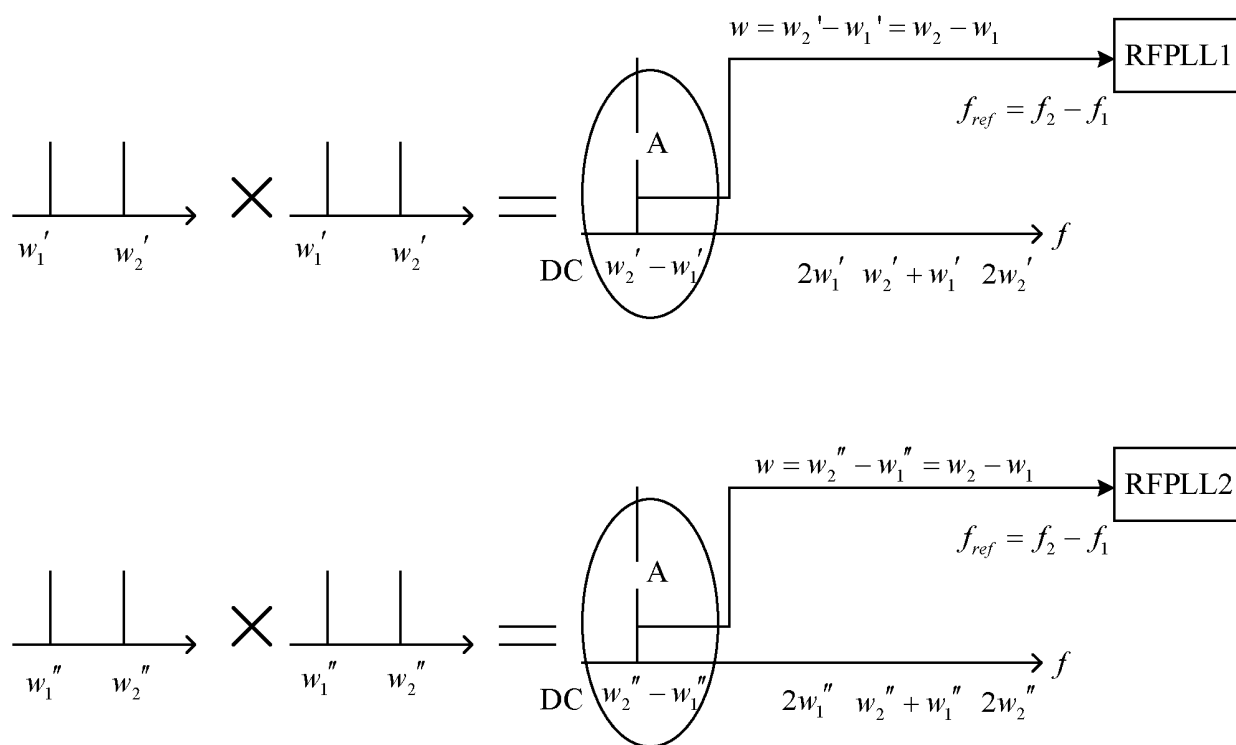 w = w₂'−w₁' = w₂ − w₁
RFPLL1
f_ref = f₂ − f₁
A
w₁′ w₂′ × w₁′ w₂′ =
f
DC w₂′ − w₁′ 2w₁′ w₂′ + w₁′ 2w₂′
w = w₂″ − w₁″ = w₂ − w₁
RFPLL2
f_ref = f₂ − f₁
A
w₁″ w₂″ × w₁″ w₂″ =
f
DC w₂″ − w₁″ 2w₁″ w₂″ + w₁″ 2w₂″